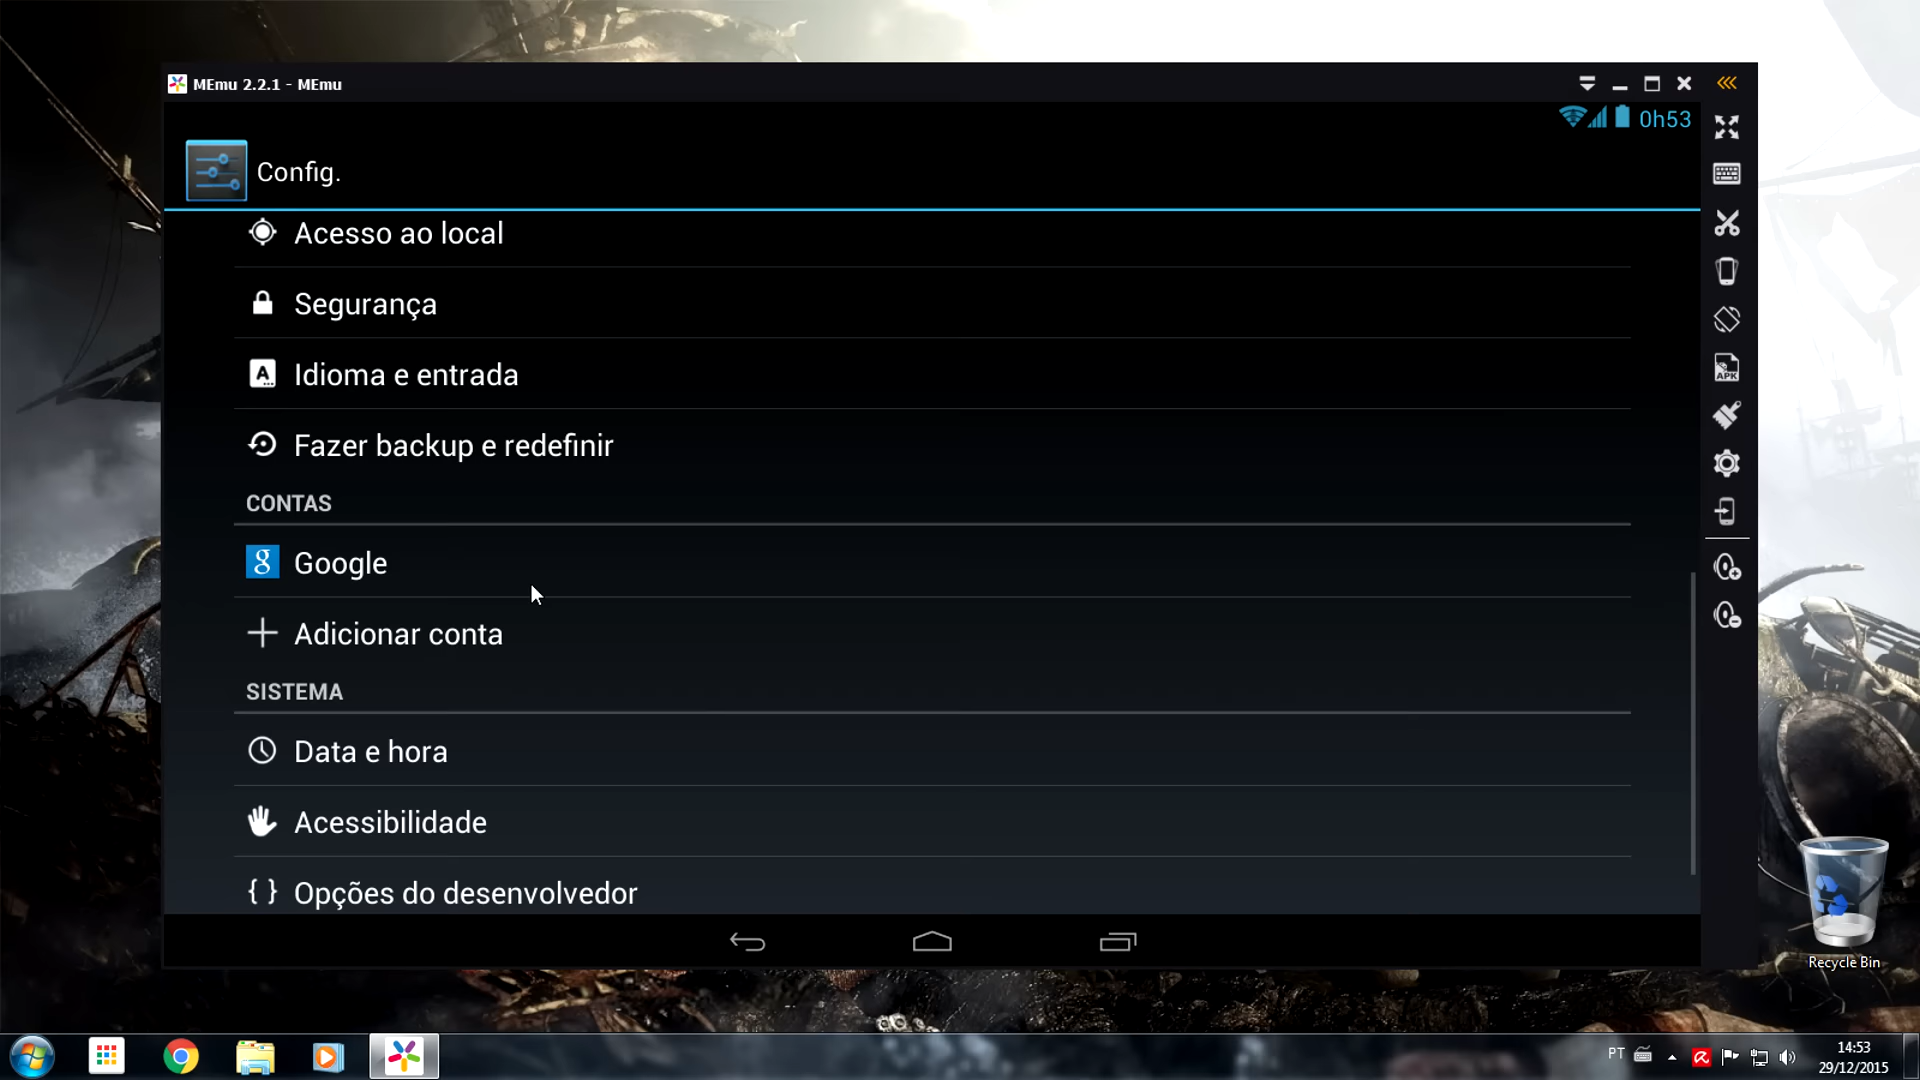 MEmu 2.2.1 - MEmu
0h53
Config.
Acesso ao local
Segurança
Idioma e entrada
Fazer backup e redefinir
CONTAS
Google
Adicionar conta
SISTEMA
Data e hora
Acessibilidade
{ } Opções do desenvolvedor
APK
Recycle Bin
PT
14:53
29/12/2015